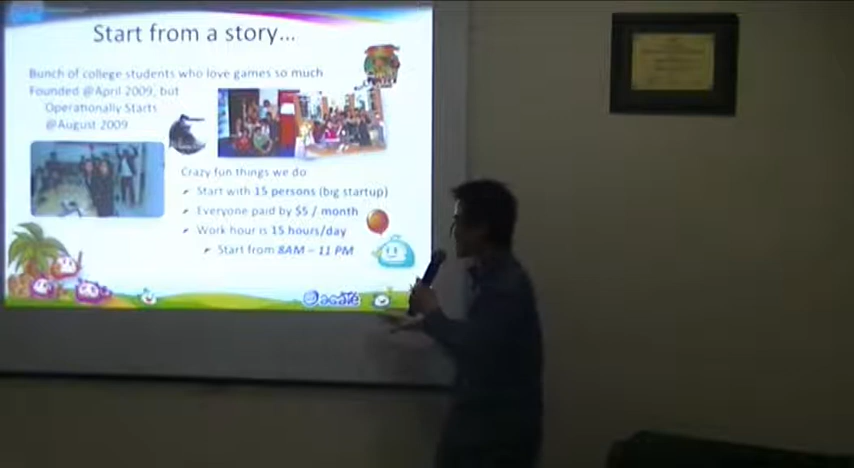 Start from a story...
Bunch of college students who love games so much
Founded @April 2009, but
Operationally Starts
@August 2009
Crazy fun things we do
Start with 15 persons (big startup)
Everyone paid by $5 / month
Work hour is 15 hours/day
Start from 8AM – 11 PM
agate